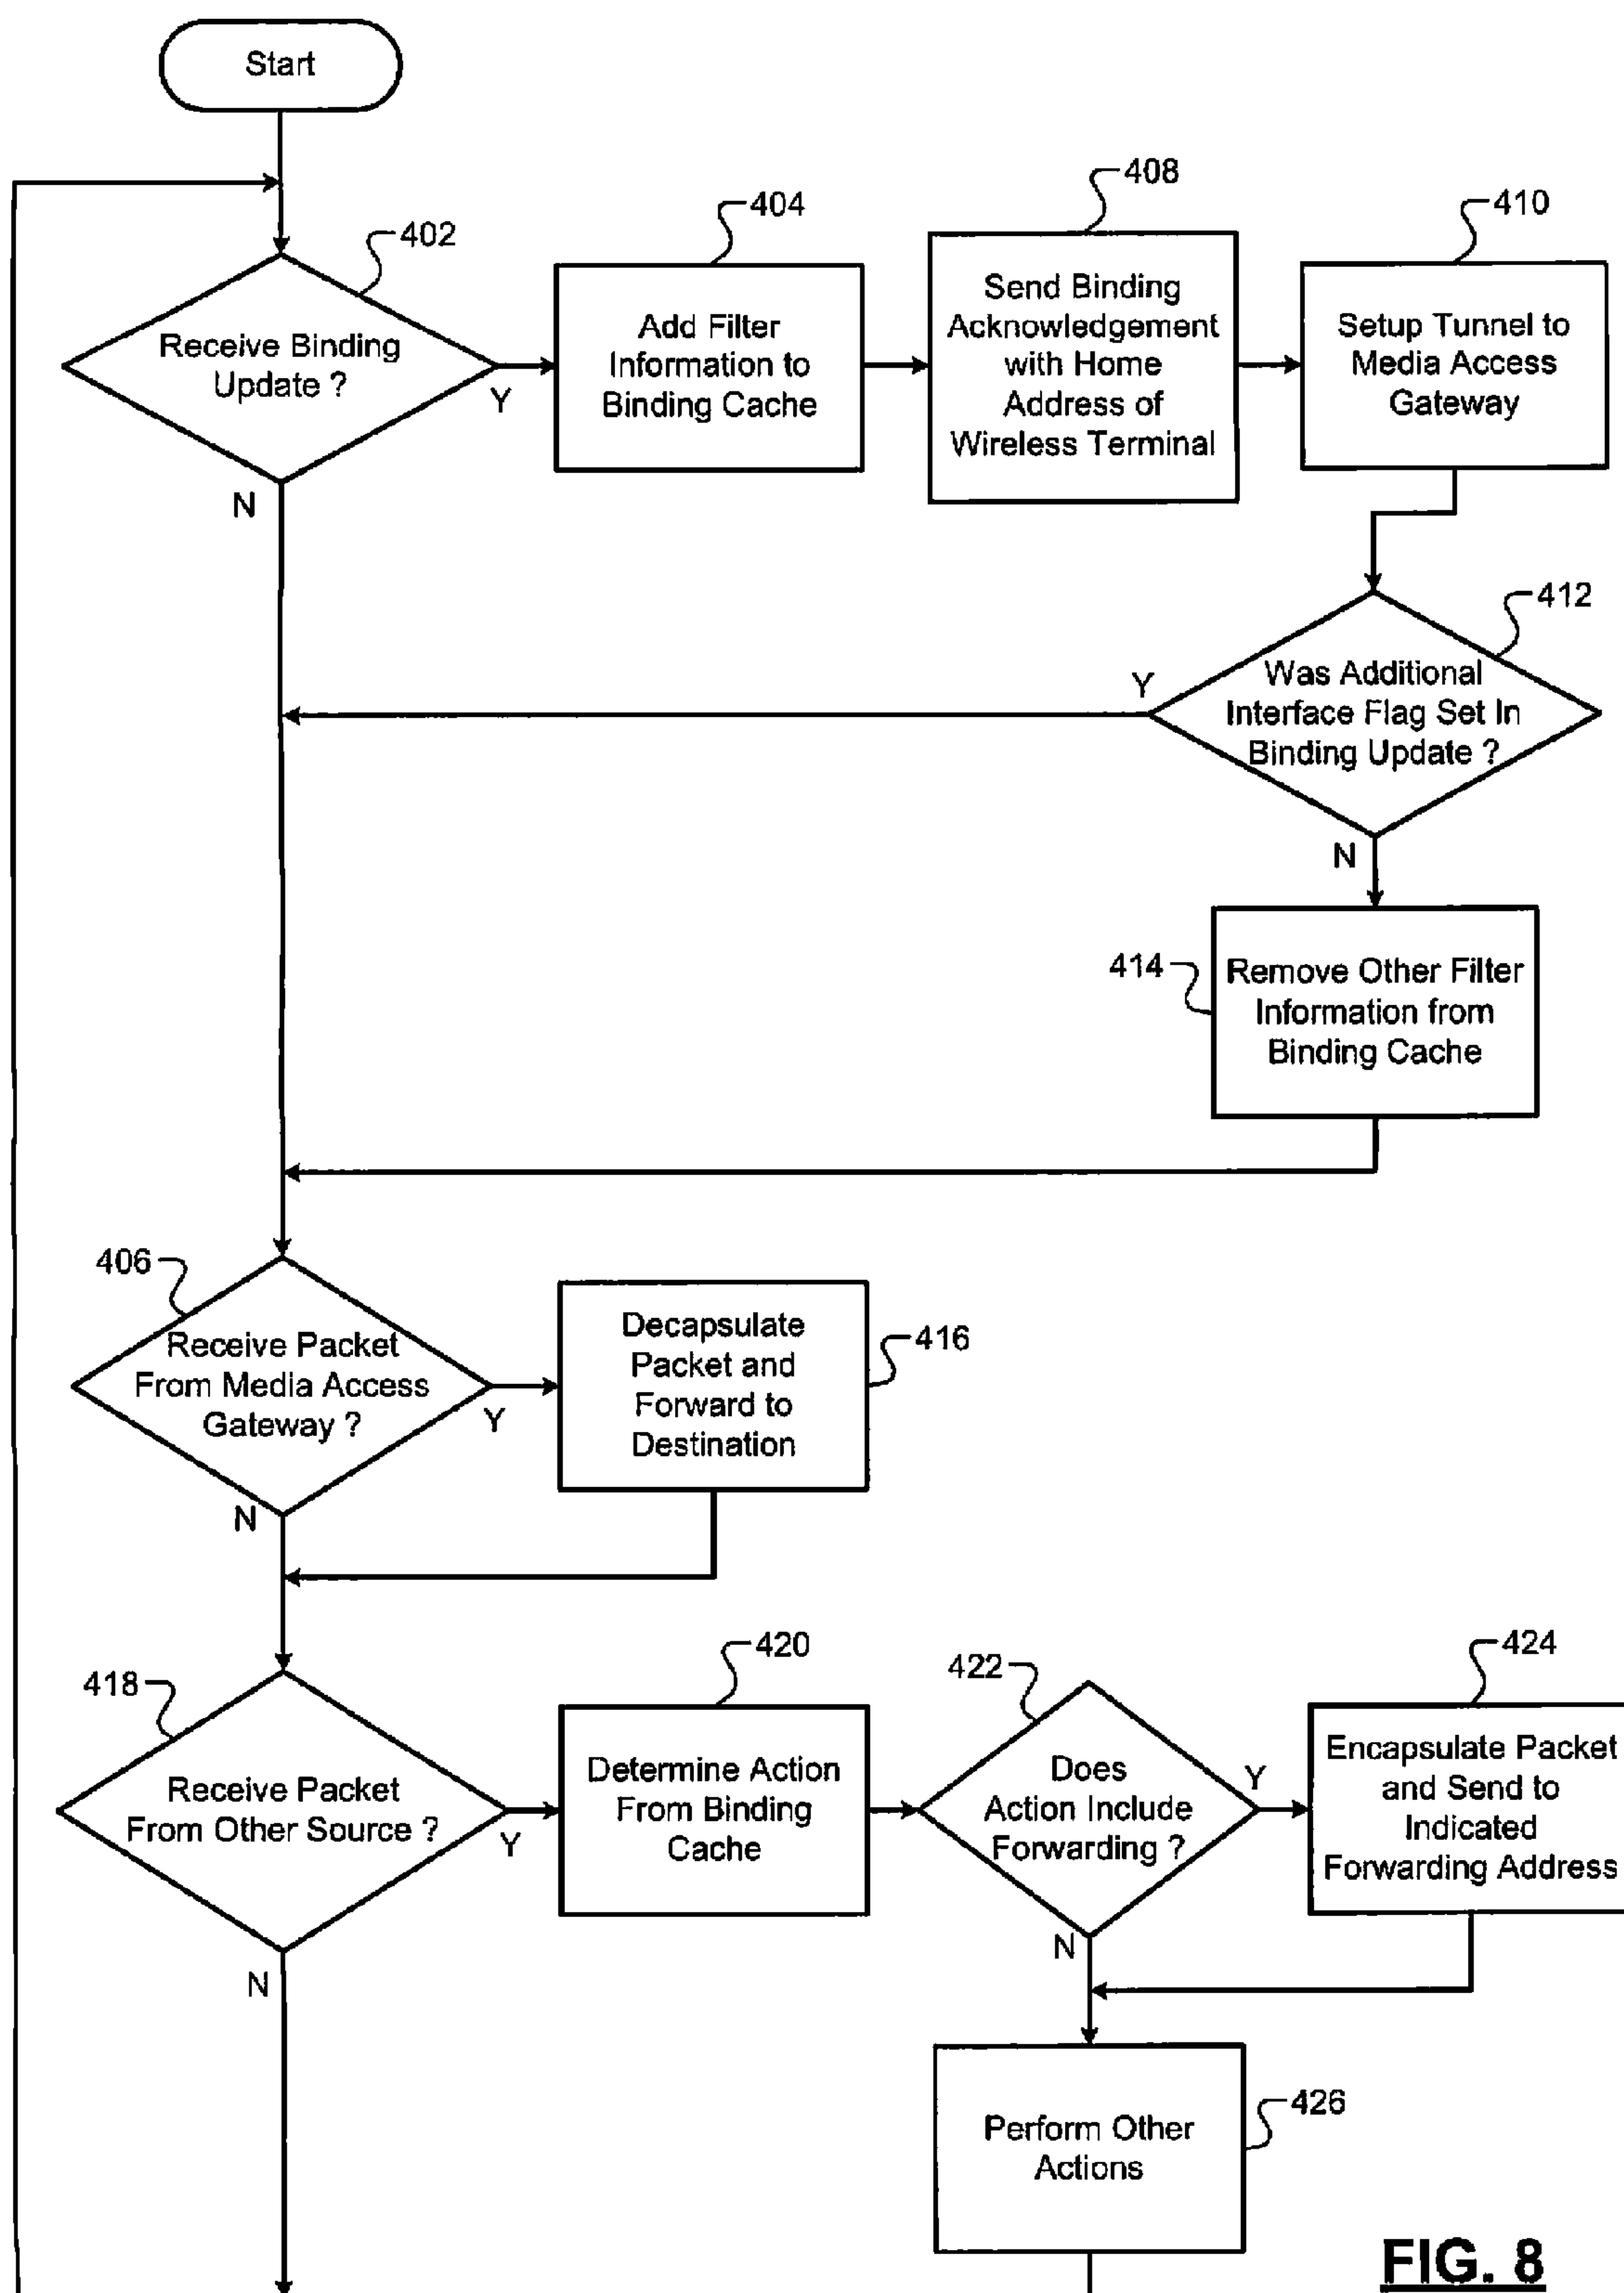 Start
402
Receive Binding
Update ?
Y
N
404
Add Filter
Information to
Binding Cache
408
Send Binding
Acknowledgement
with Home
Address of
Wireless Terminal
410
Setup Tunnel to
Media Access
Gateway
412
Was Additional
Interface Flag Set In
Binding Update ?
Y
N
414
Remove Other Filter
Information from
Binding Cache
406
Receive Packet
From Media Access
Gateway ?
Y
N
416
Decapsulate
Packet and
Forward to
Destination
418
Receive Packet
From Other Source ?
Y
N
420
Determine Action
From Binding
Cache
422
Does
Action Include
Forwarding ?
Y
N
424
Encapsulate Packet
and Send to
Indicated
Forwarding Address
426
Perform Other
Actions
FIG. 8